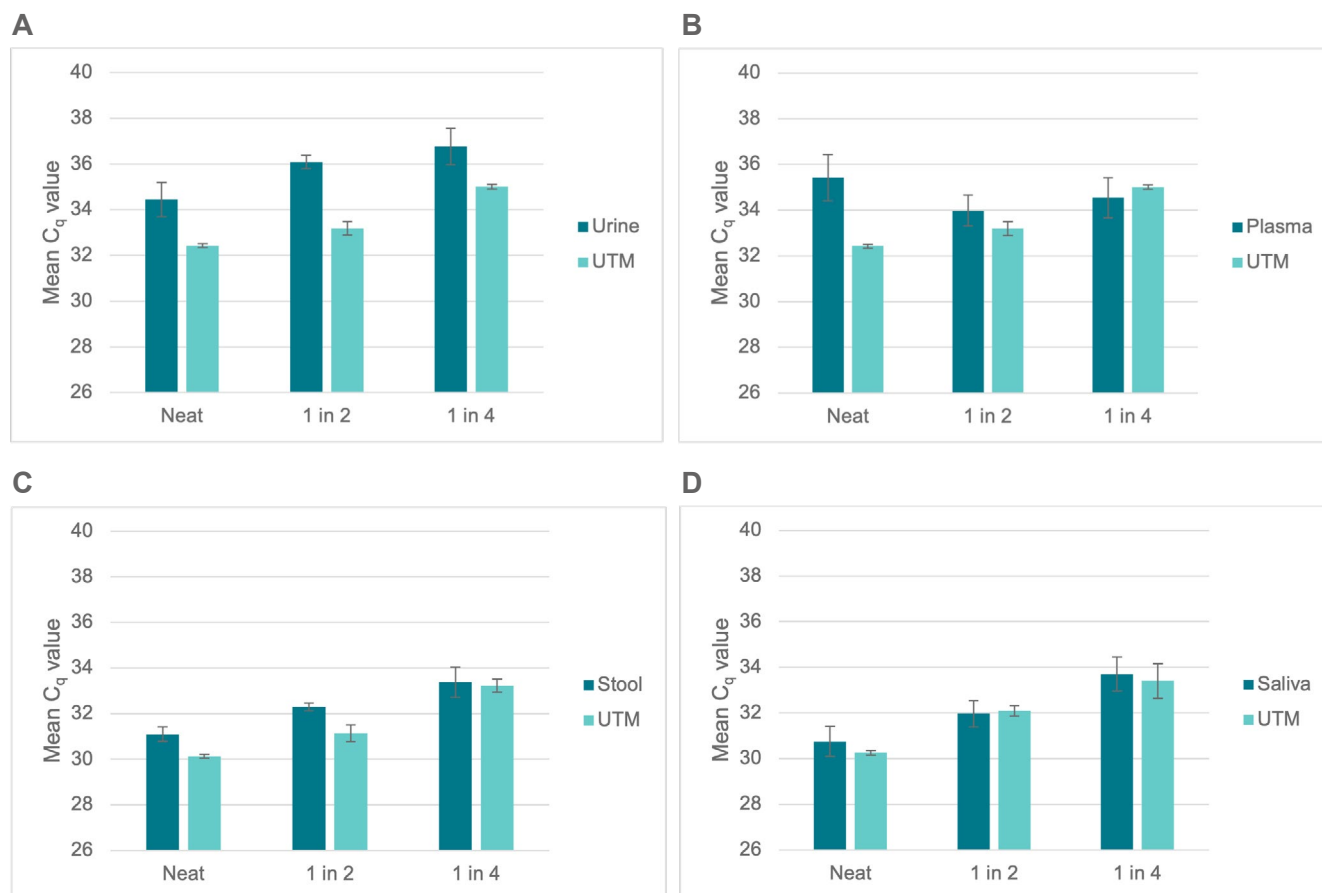 A
40
38
36
34
32
30
28
26
Mean Cq value
Neat
1 in 2
1 in 4
Urine
UTM
B
40
38
36
34
32
30
28
26
Mean Cq value
Neat
1 in 2
1 in 4
Plasma
UTM
C
40
38
36
34
32
30
28
26
Mean Cq value
Neat
1 in 2
1 in 4
Stool
UTM
D
40
38
36
34
32
30
28
26
Mean Cq value
Neat
1 in 2
1 in 4
Saliva
UTM